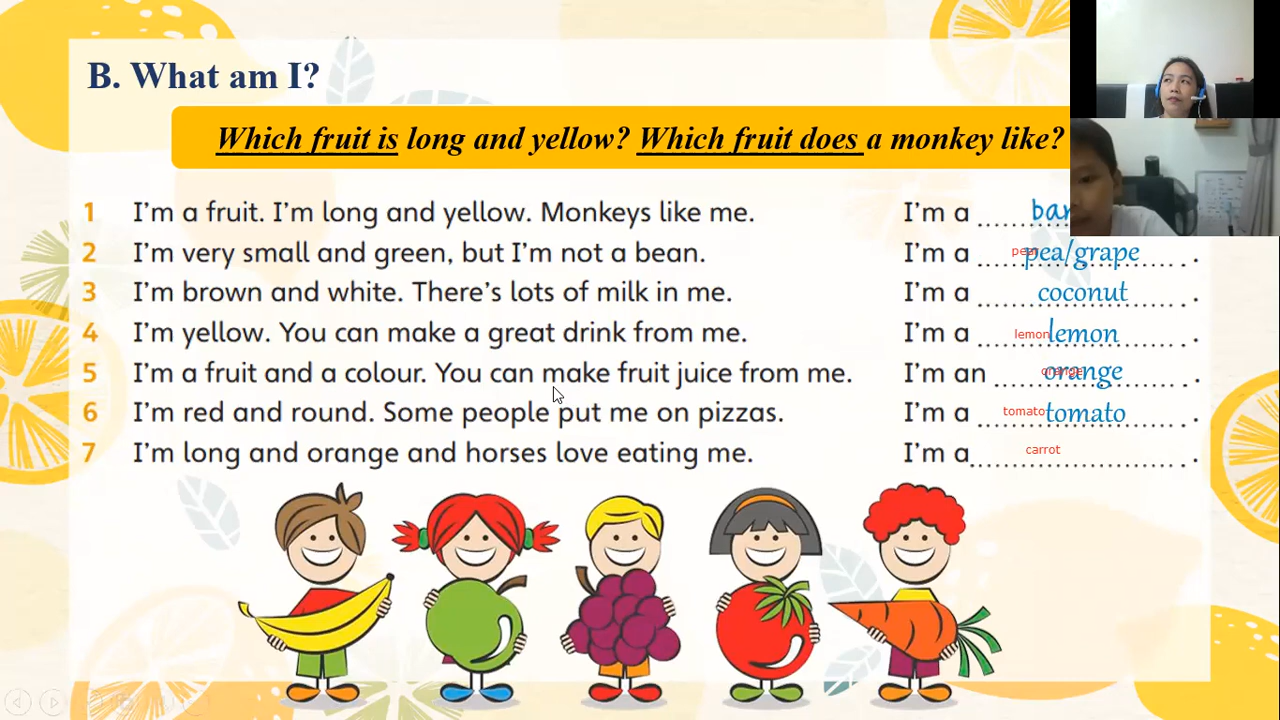 B. What am I?
Which fruit is long and yellow? Which fruit does a monkey like?
1 I'm a fruit. I'm long and yellow. Monkeys like me. I'm a
2 I'm very small and green, but I'm not a bean. I'm a pea/grape.
3 I'm brown and white. There's lots of milk in me. I'm a coconut.
4 I'm yellow. You can make a great drink from me. I'm a lemon lemon.
5 I'm a fruit and a colour. You can make fruit juice from me. I'm an orange orange.
6 I'm red and round. Some people put me on pizzas. I'm a tomato tomato.
7 I'm long and orange and horses love eating me. I'm a carrot.